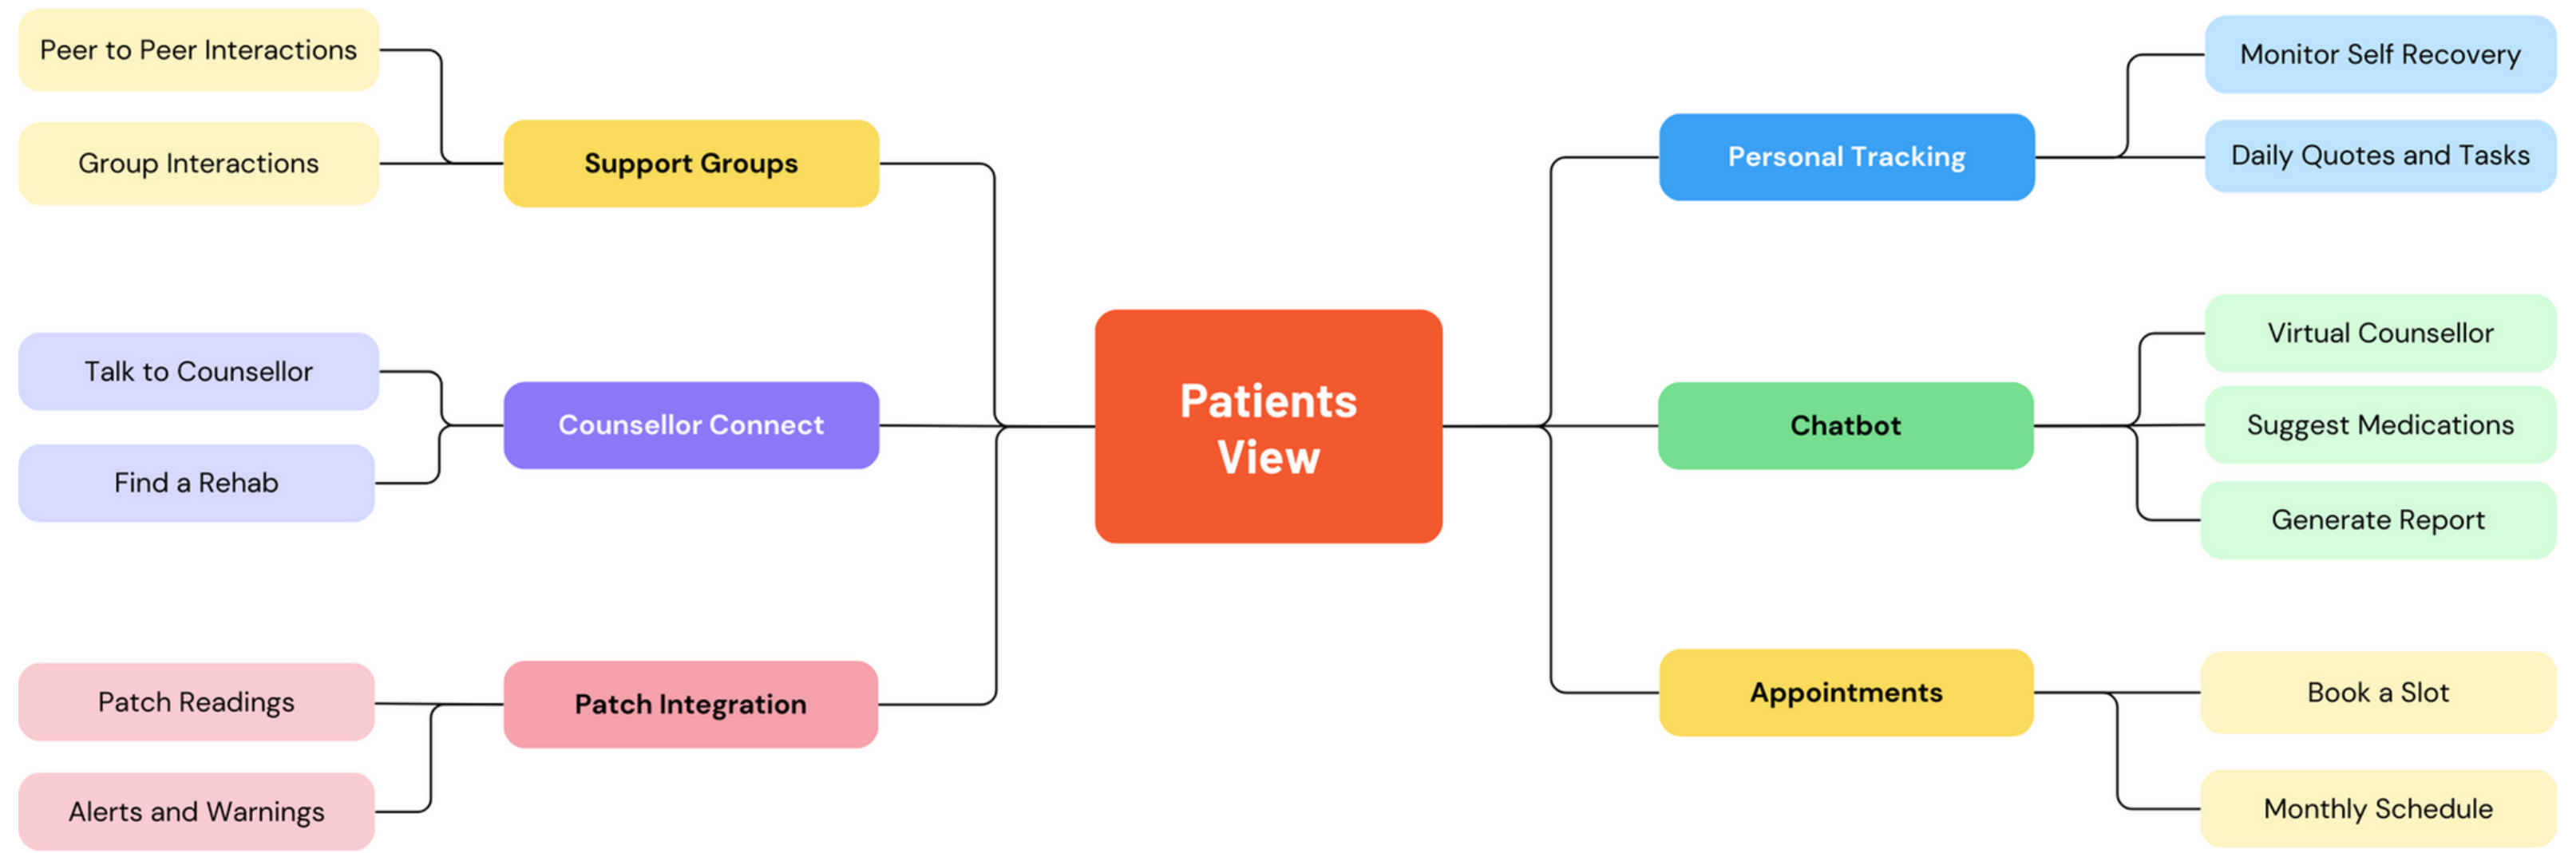 Peer to Peer Interactions
Group Interactions
Support Groups
Talk to Counsellor
Find a Rehab
Counsellor Connect
Patch Readings
Alerts and Warnings
Patch Integration
Patients
View
Personal Tracking
Monitor Self Recovery
Daily Quotes and Tasks
Chatbot
Virtual Counsellor
Suggest Medications
Generate Report
Appointments
Book a Slot
Monthly Schedule